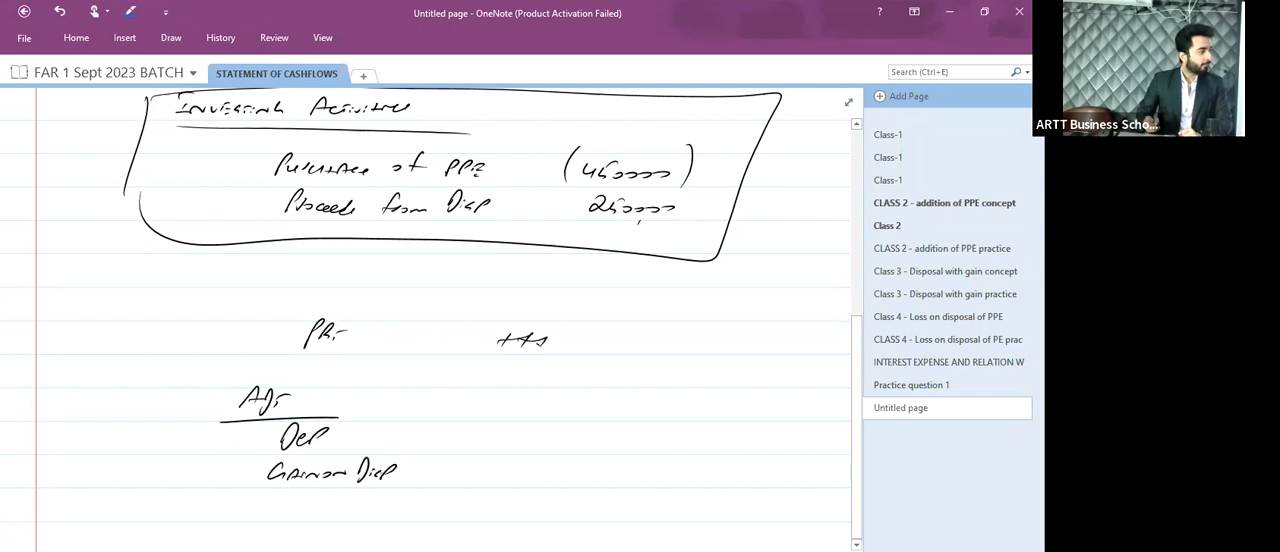 Untitled page - OneNote (Product Activation Failed)
File Home Insert Draw History Review View
FAR 1 Sept 2023 BATCH STATEMENT OF CASHFLOWS
Search (Ctrl+E)
INVESTING ACTIVITIES
Purchase of PPE (450000)
Proceeds from Disp 250000
Adj
Dep
Gain on Disp
Add Page
Class-1
Class-1
Class-1
CLASS 2 - addition of PPE concept
Class 2
CLASS 2 - addition of PPE practice
Class 3 - Disposal with gain concept
Class 3 - Disposal with gain practice
Class 4 - Loss on disposal of PPE
CLASS 4 - Loss on disposal of PE prac
INTEREST EXPENSE AND RELATION W
Practice question 1
Untitled page
ARTT Business Scho...